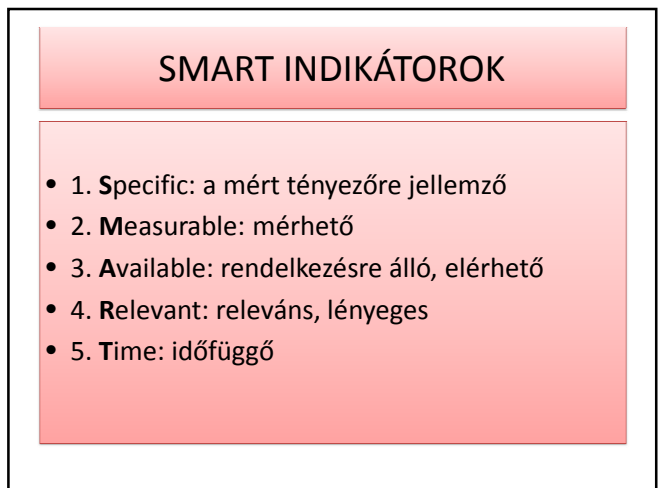 SMART INDIKÁTOROK
• 1. Specific: a mért tényezőre jellemző
• 2. Measurable: mérhető
• 3. Available: rendelkezésre álló, elérhető
• 4. Relevant: releváns, lényeges
• 5. Time: időfüggő